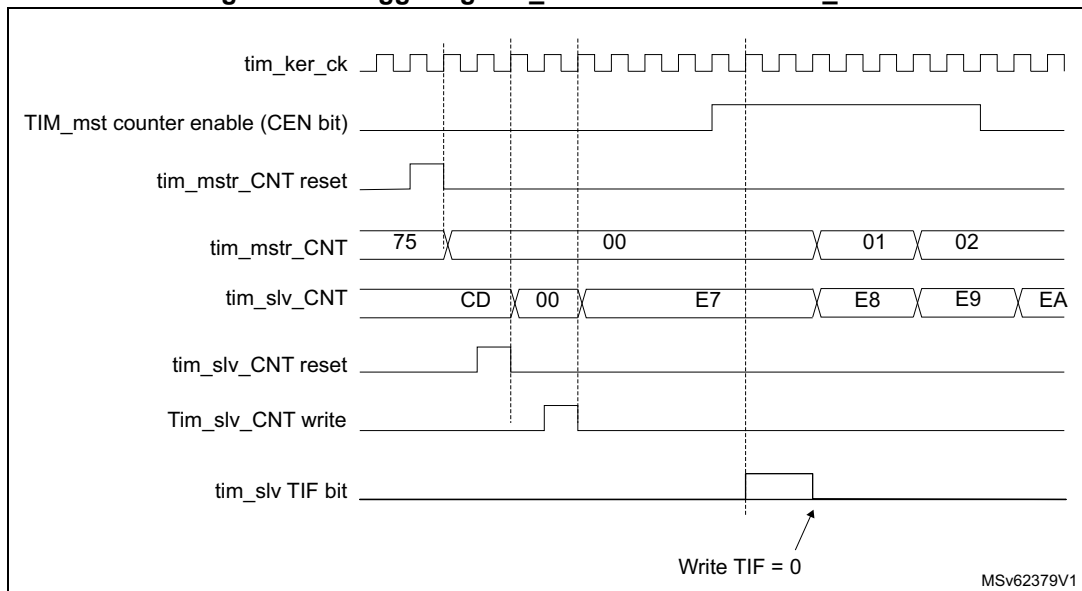 tim_ker_ck
TIM_mst counter enable (CEN bit)
tim_mstr_CNT reset
tim_mstr_CNT 75 00 01 02
tim_slv_CNT CD 00 E7 E8 E9 EA
tim_slv_CNT reset
Tim_slv_CNT write
tim_slv TIF bit
Write TIF = 0
MSv62379V1